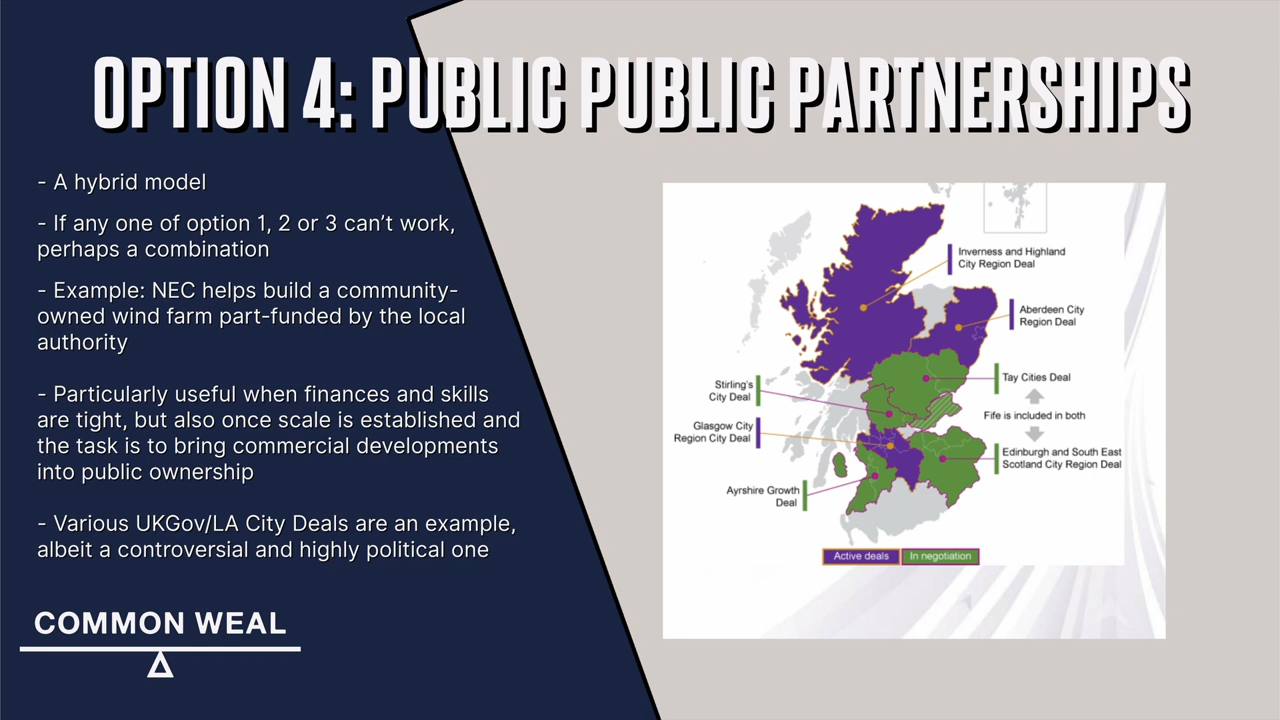 OPTION 4: PUBLIC PUBLIC PARTNERSHIPS
- A hybrid model
- If any one of option 1, 2 or 3 can’t work,
perhaps a combination
- Example: NEC helps build a community-
owned wind farm part-funded by the local
authority
- Particularly useful when finances and skills
are tight, but also once scale is established and
the task is to bring commercial developments
into public ownership
- Various UKGov/LA City Deals are an example,
albeit a controversial and highly political one
COMMON WEAL
Inverness and Highland
City Region Deal
Aberdeen City
Region Deal
Tay Cities Deal
Fife is included in both
Edinburgh and South East
Scotland City Region Deal
Stirling's
City Deal
Glasgow City
Region City Deal
Ayrshire Growth
Deal
Active deals
In negotiation